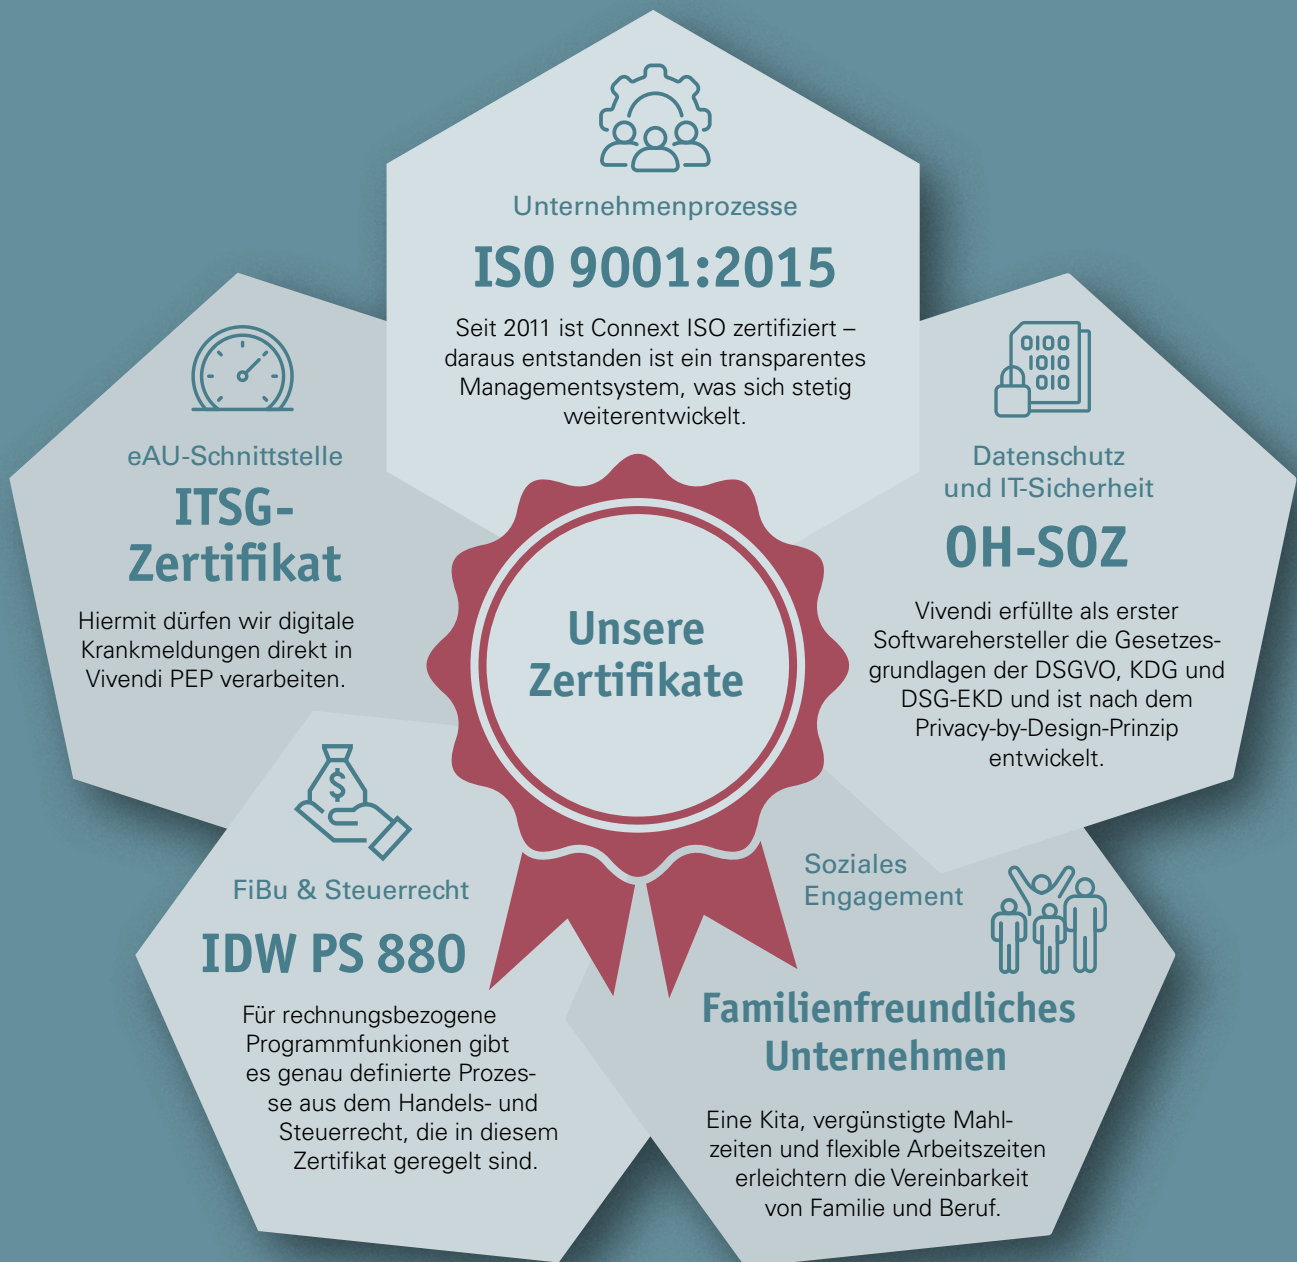 Unternehmenprozesse
ISO 9001:2015
Seit 2011 ist Connext ISO zertifiziert –
daraus entstanden ist ein transparentes
Managementsystem, was sich stetig
weiterentwickelt.
eAU-Schnittstelle
ITSG-
Zertifikat
Hiermit dürfen wir digitale
Krankmeldungen direkt in
Vivendi PEP verarbeiten.
0100
1010
010
Datenschutz
und IT-Sicherheit
OH-SOZ
Vivendi erfüllte als erster
Softwarehersteller die Gesetzes-
grundlagen der DSGVO, KDG und
DSG-EKD und ist nach dem
Privacy-by-Design-Prinzip
entwickelt.
Unsere
Zertifikate
$
FiBu & Steuerrecht
IDW PS 880
Für rechnungsbezogene
Programmfunkionen gibt
es genau definierte Prozes-
se aus dem Handels- und
Steuerrecht, die in diesem
Zertifikat geregelt sind.
Soziales
Engagement
Familienfreundliches
Unternehmen
Eine Kita, vergünstigte Mahl-
zeiten und flexible Arbeitszeiten
erleichtern die Vereinbarkeit
von Familie und Beruf.